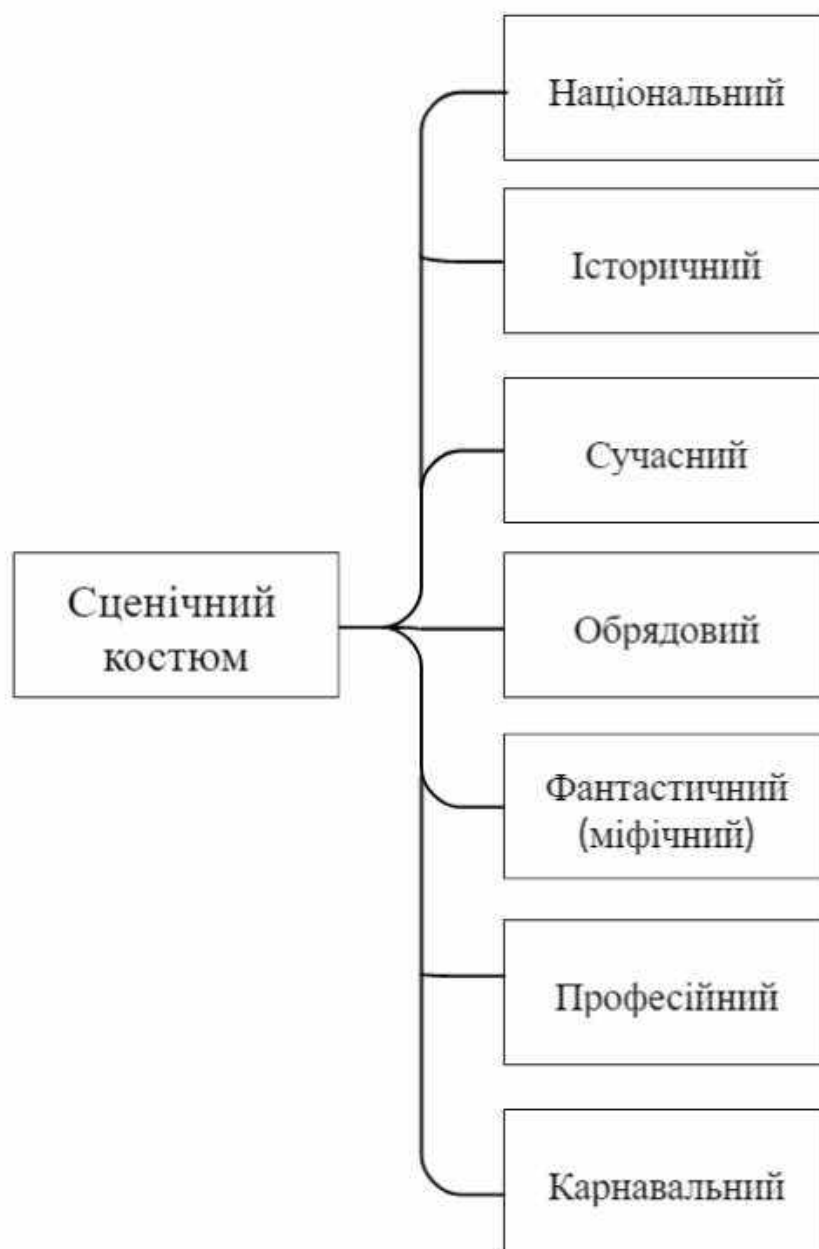 Національний
Історичний
Сучасний
Сценічний
костюм
Обрядовий
Фантастичний
(міфічний)
Професійний
Карнавальний